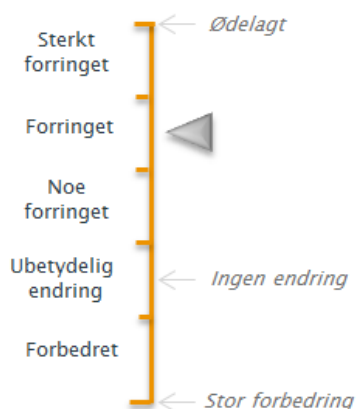 Ødelagt
Sterkt
forringet
Forringet
Noe
forringet
Ubetydelig
endring
Ingen endring
Forbedret
Stor forbedring